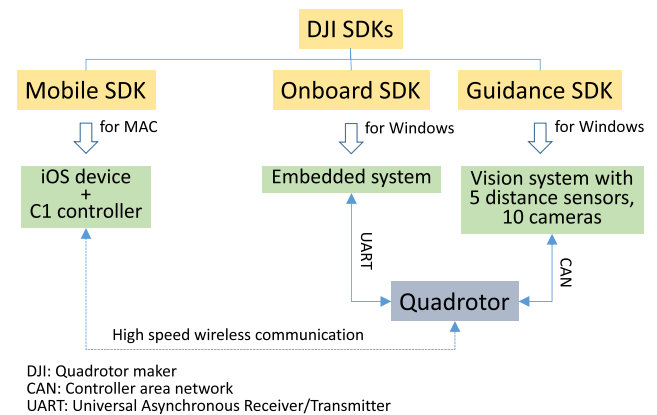 DJI SDKs
Mobile SDK
Onboard SDK
Guidance SDK
for MAC
for Windows
for Windows
iOS device
+
C1 controller
Embedded system
Vision system with
5 distance sensors,
10 cameras
UART
CAN
Quadrotor
High speed wireless communication
DJI: Quadrotor maker
CAN: Controller area network
UART: Universal Asynchronous Receiver/Transmitter